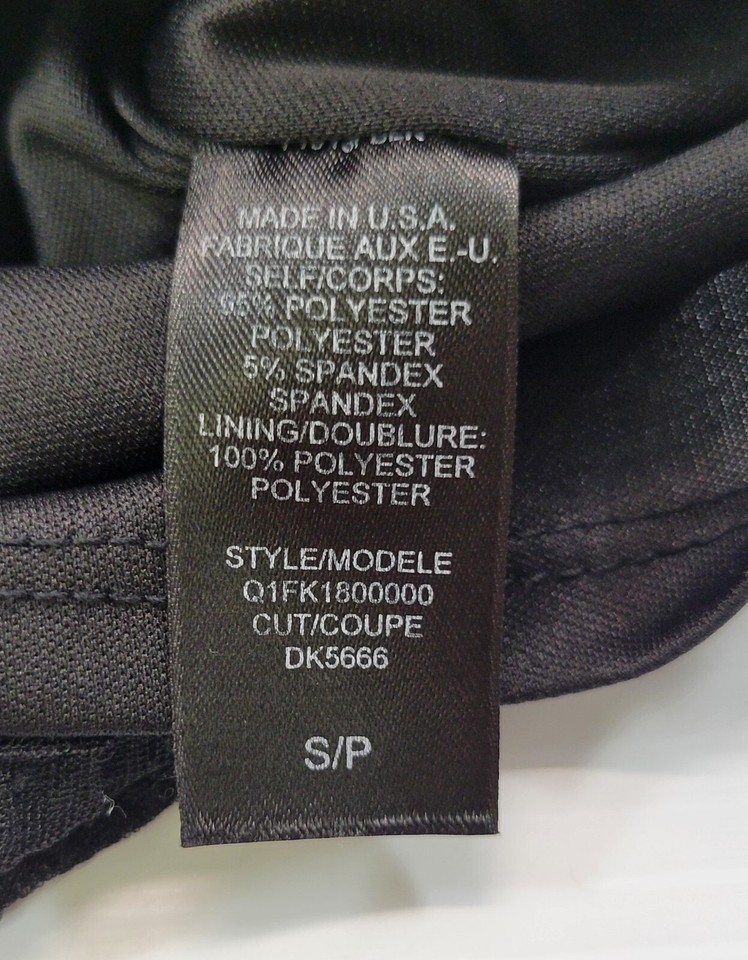 MADE IN U.S.A.
FABRIQUE AUX E.-U.
SELF/CORPS:
95% POLYESTER
POLYESTER
5% SPANDEX
SPANDEX
LINING/DOUBLURE:
100% POLYESTER
POLYESTER
STYLE/MODELE
Q1FK1800000
CUT/COUPE
DK5666
S/P